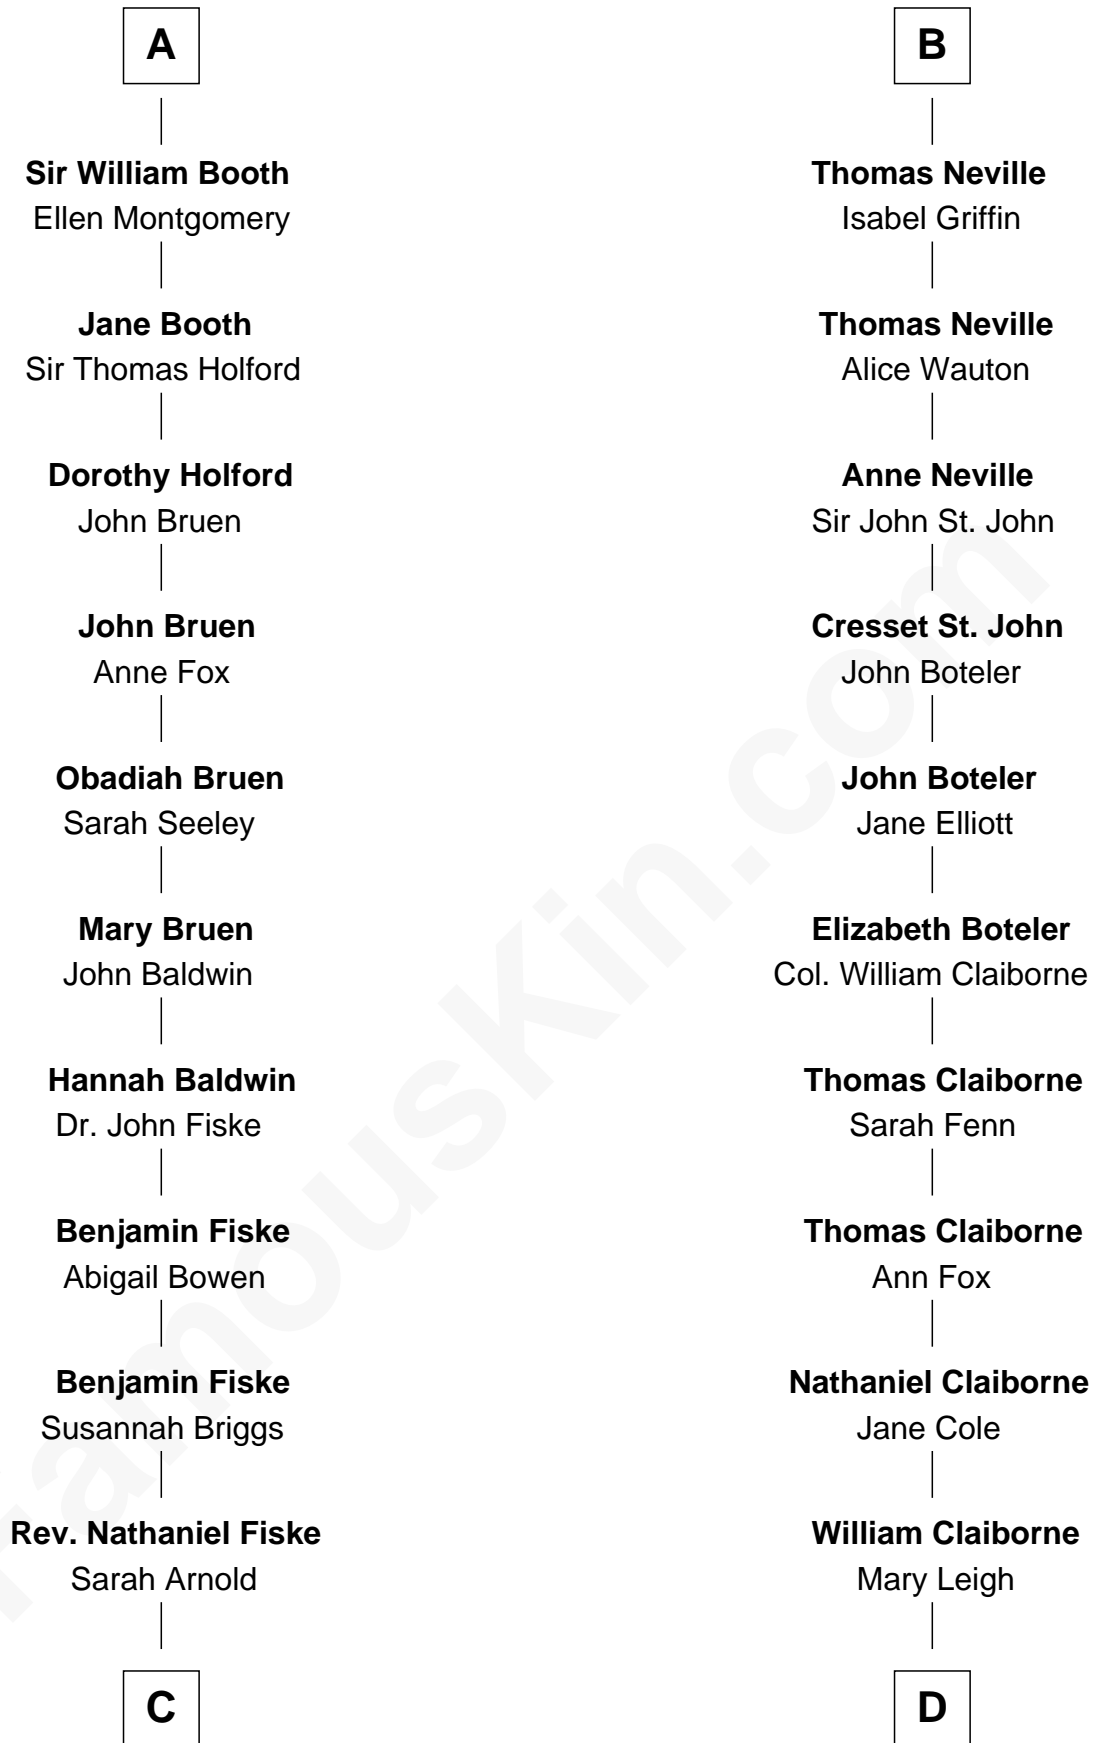 A
Sir William Booth
Ellen Montgomery
Jane Booth
Sir Thomas Holford
Dorothy Holford
John Bruen
John Bruen
Anne Fox
Obadiah Bruen
Sarah Seeley
Mary Bruen
John Baldwin
Hannah Baldwin
Dr. John Fiske
Benjamin Fiske
Abigail Bowen
Benjamin Fiske
Susannah Briggs
Rev. Nathaniel Fiske
Sarah Arnold
C
B
Thomas Neville
Isabel Griffin
Thomas Neville
Alice Wauton
Anne Neville
Sir John St. John
Cresset St. John
John Boteler
John Boteler
Jane Elliott
Elizabeth Boteler
Col. William Claiborne
Thomas Claiborne
Sarah Fenn
Thomas Claiborne
Ann Fox
Nathaniel Claiborne
Jane Cole
William Claiborne
Mary Leigh
D
FamousKin.com